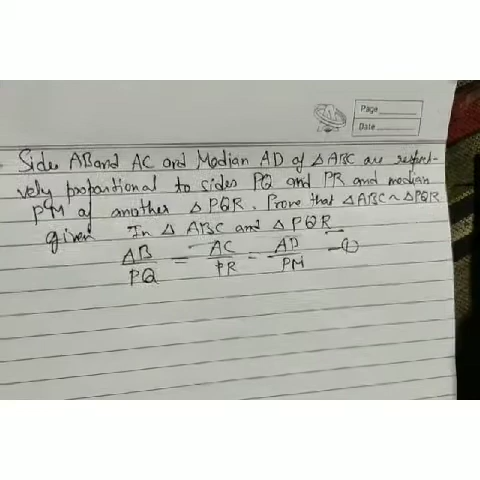 Page
Date
Sides AB and AC and Median AD of △ABC are respect-
vely proportional to sides PQ and PR and median
PM of another △PQR. Prove that △ABC ~ △PQR
given In △ ABC and △ PQR
AB/PQ = AC/PR = AD/PM —①